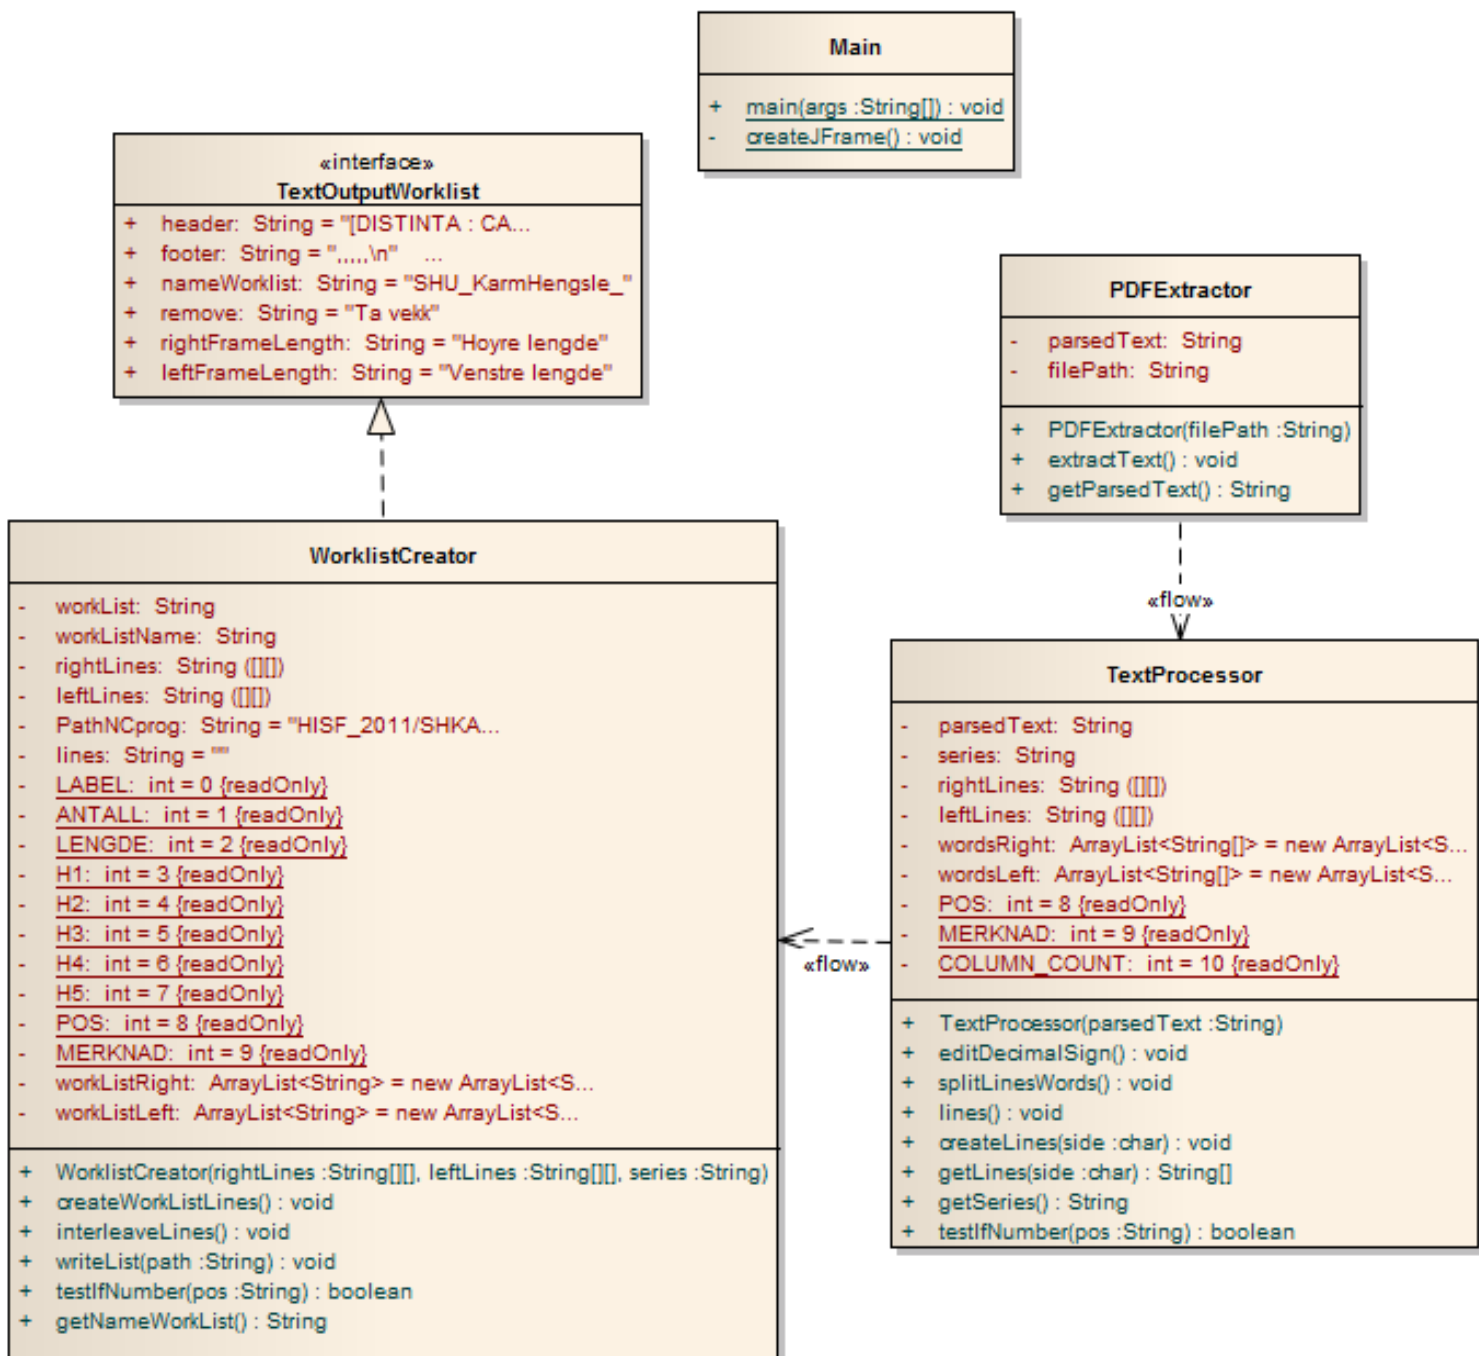 Main
+ main(args :String[]) : void
- createJFrame() : void
«interface»
TextOutputWorklist
+ header: String = "[DISTINTA : CA...
+ footer: String = ",,,,,\n" ...
+ nameWorklist: String = "SHU_KarmHengsle_"
+ remove: String = "Ta vekk"
+ rightFrameLength: String = "Hoyre lengde"
+ leftFrameLength: String = "Venstre lengde"
PDFExtractor
- parsedText: String
- filePath: String
+ PDFExtractor(filePath :String)
+ extractText() : void
+ getParsedText() : String
«flow»
WorklistCreator
- workList: String
- workListName: String
- rightLines: String ([][])
- leftLines: String ([][])
- PathNCprog: String = "HISF_2011/SHKA...
- lines: String = ""
- LABEL: int = 0 {readOnly}
- ANTALL: int = 1 {readOnly}
- LENGDE: int = 2 {readOnly}
- H1: int = 3 {readOnly}
- H2: int = 4 {readOnly}
- H3: int = 5 {readOnly}
- H4: int = 6 {readOnly}
- H5: int = 7 {readOnly}
- POS: int = 8 {readOnly}
- MERKNAD: int = 9 {readOnly}
- workListRight: ArrayList<String> = new ArrayList<S...
- workListLeft: ArrayList<String> = new ArrayList<S...
+ WorklistCreator(rightLines :String[][], leftLines :String[][], series :String)
+ createWorkListLines() : void
+ interleaveLines() : void
+ writeList(path :String) : void
+ testIfNumber(pos :String) : boolean
+ getNameWorkList() : String
«flow»
TextProcessor
- parsedText: String
- series: String
- rightLines: String ([][])
- leftLines: String ([][])
- wordsRight: ArrayList<String[]> = new ArrayList<S...
- wordsLeft: ArrayList<String[]> = new ArrayList<S...
- POS: int = 8 {readOnly}
- MERKNAD: int = 9 {readOnly}
- COLUMN_COUNT: int = 10 {readOnly}
+ TextProcessor(parsedText :String)
+ editDecimalSign() : void
+ splitLinesWords() : void
+ lines() : void
+ createLines(side :char) : void
+ getLines(side :char) : String[]
+ getSeries() : String
+ testIfNumber(pos :String) : boolean